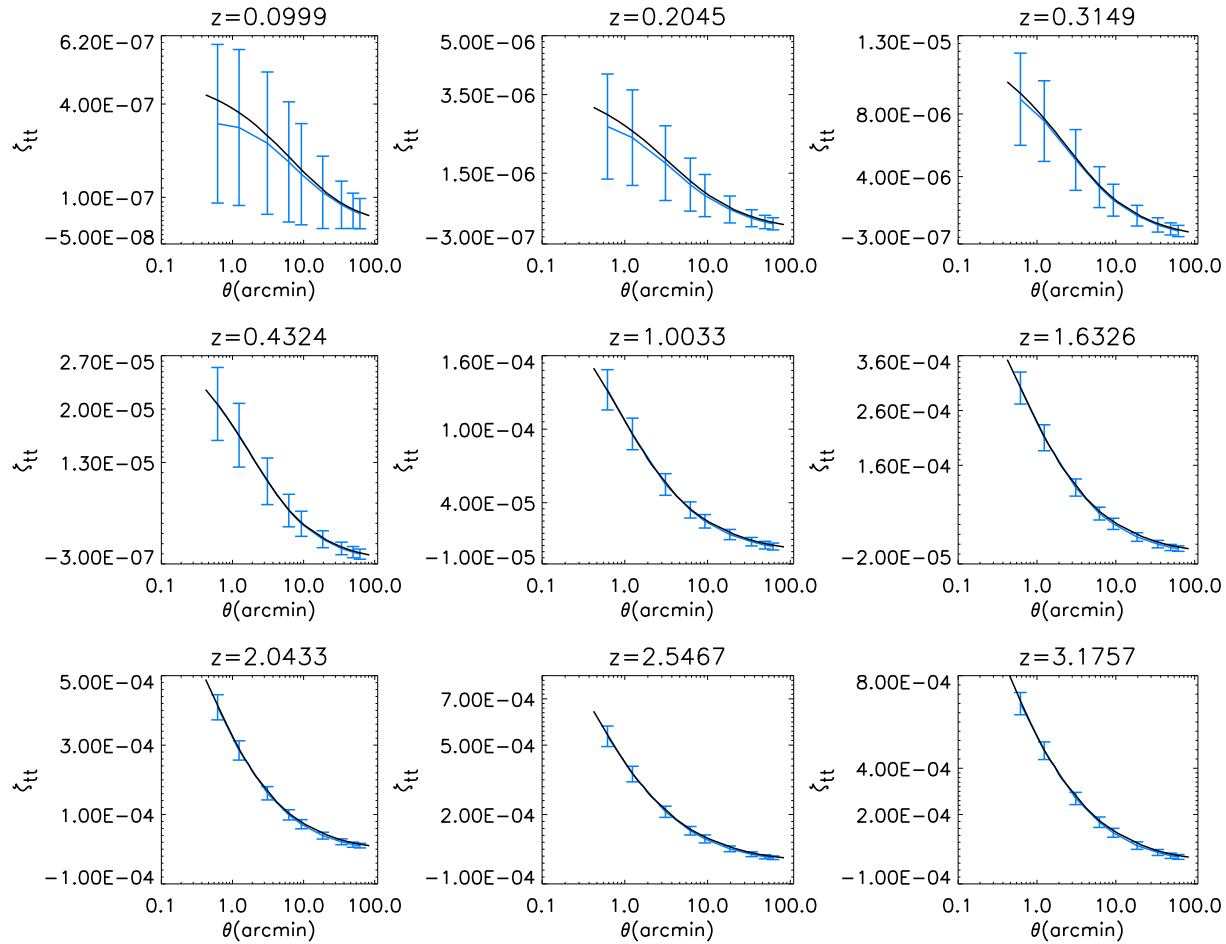 z=0.0999
6.20E−07
4.00E−07
1.00E−07
−5.00E−08
ζtt
0.1 1.0 10.0 100.0
θ(arcmin)
z=0.2045
5.00E−06
3.50E−06
1.50E−06
−3.00E−07
ζtt
0.1 1.0 10.0 100.0
θ(arcmin)
z=0.3149
1.30E−05
8.00E−06
4.00E−06
−3.00E−07
ζtt
0.1 1.0 10.0 100.0
θ(arcmin)
z=0.4324
2.70E−05
2.00E−05
1.30E−05
−3.00E−07
ζtt
0.1 1.0 10.0 100.0
θ(arcmin)
z=1.0033
1.60E−04
1.00E−04
4.00E−05
−1.00E−05
ζtt
0.1 1.0 10.0 100.0
θ(arcmin)
z=1.6326
3.60E−04
2.60E−04
1.60E−04
−2.00E−05
ζtt
0.1 1.0 10.0 100.0
θ(arcmin)
z=2.0433
5.00E−04
3.00E−04
1.00E−04
−1.00E−04
ζtt
0.1 1.0 10.0 100.0
θ(arcmin)
z=2.5467
7.00E−04
5.00E−04
2.00E−04
−1.00E−04
ζtt
0.1 1.0 10.0 100.0
θ(arcmin)
z=3.1757
8.00E−04
4.00E−04
2.00E−04
−1.00E−04
ζtt
0.1 1.0 10.0 100.0
θ(arcmin)